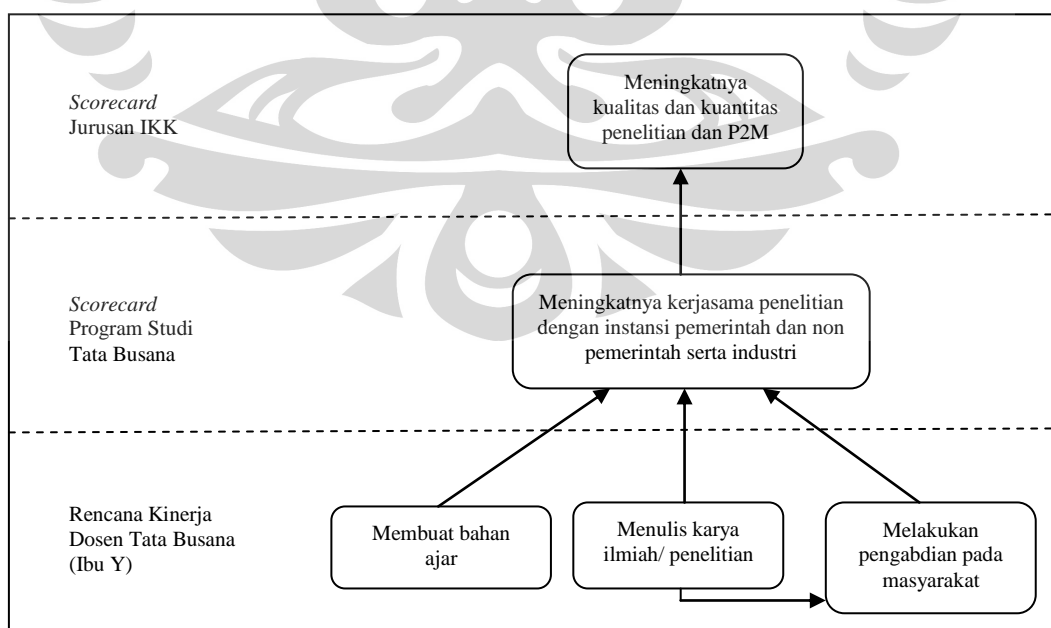 Scorecard
Jurusan IKK
Meningkatnya
kualitas dan kuantitas
penelitian dan P2M
Scorecard
Program Studi
Tata Busana
Meningkatnya kerjasama penelitian
dengan instansi pemerintah dan non
pemerintah serta industri
Rencana Kinerja
Dosen Tata Busana
(Ibu Y)
Membuat bahan
ajar
Menulis karya
ilmiah/ penelitian
Melakukan
pengabdian pada
masyarakat